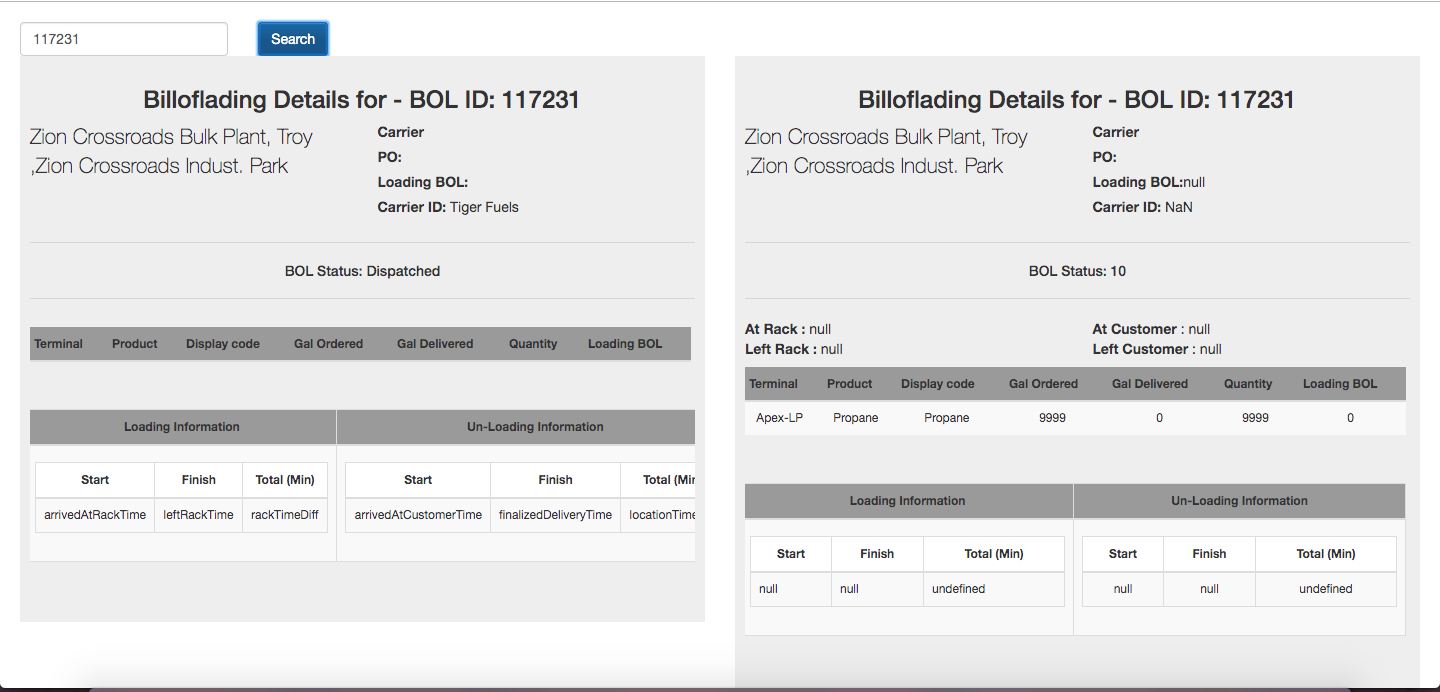 117231
Search
Billoflading Details for - BOL ID: 117231
Zion Crossroads Bulk Plant, Troy
,Zion Crossroads Indust. Park
Carrier
PO:
Loading BOL:
Carrier ID: Tiger Fuels
BOL Status: Dispatched
Terminal Product Display code Gal Ordered Gal Delivered Quantity Loading BOL
Loading Information Un-Loading Information
Start Finish Total (Min) Start Finish Total (Min
arrivedAtRackTime leftRackTime rackTimeDiff arrivedAtCustomerTime finalizedDeliveryTime locationTime
Billoflading Details for - BOL ID: 117231
Zion Crossroads Bulk Plant, Troy
,Zion Crossroads Indust. Park
Carrier
PO:
Loading BOL:null
Carrier ID: NaN
BOL Status: 10
At Rack : null At Customer : null
Left Rack : null Left Customer : null
Terminal Product Display code Gal Ordered Gal Delivered Quantity Loading BOL
Apex-LP Propane Propane 9999 0 9999 0
Loading Information Un-Loading Information
Start Finish Total (Min) Start Finish Total (Min)
null null undefined null null undefined